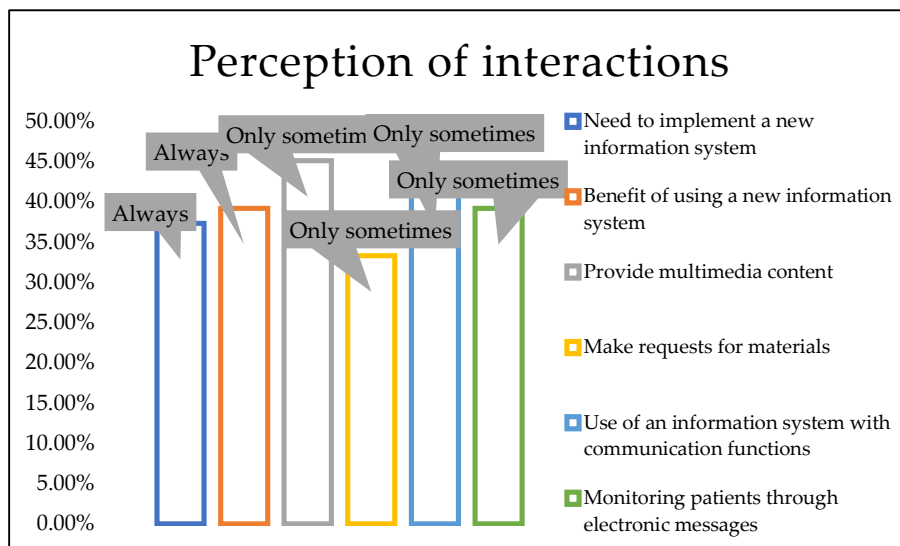 Perception of interactions
50.00%
45.00%
40.00%
35.00%
30.00%
25.00%
20.00%
15.00%
10.00%
5.00%
0.00%
Always
Always
Only sometim
Only sometimes
Only sometimes
Only sometimes
Need to implement a new
information system
Benefit of using a new information
system
Provide multimedia content
Make requests for materials
Use of an information system with
communication functions
Monitoring patients through
electronic messages